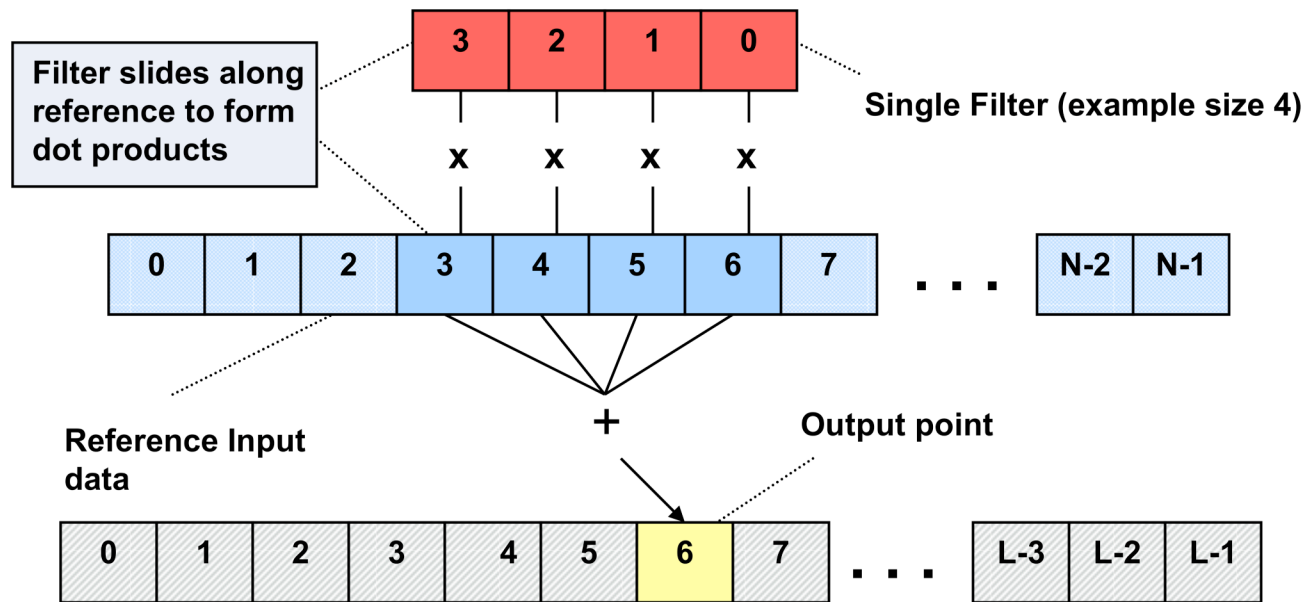 3 2 1 0
Filter slides along
reference to form
dot products
Single Filter (example size 4)
x x x x
0 1 2 3 4 5 6 7 . . . N-2 N-1
+
Reference Input
data
Output point
0 1 2 3 4 5 6 7 . . . L-3 L-2 L-1